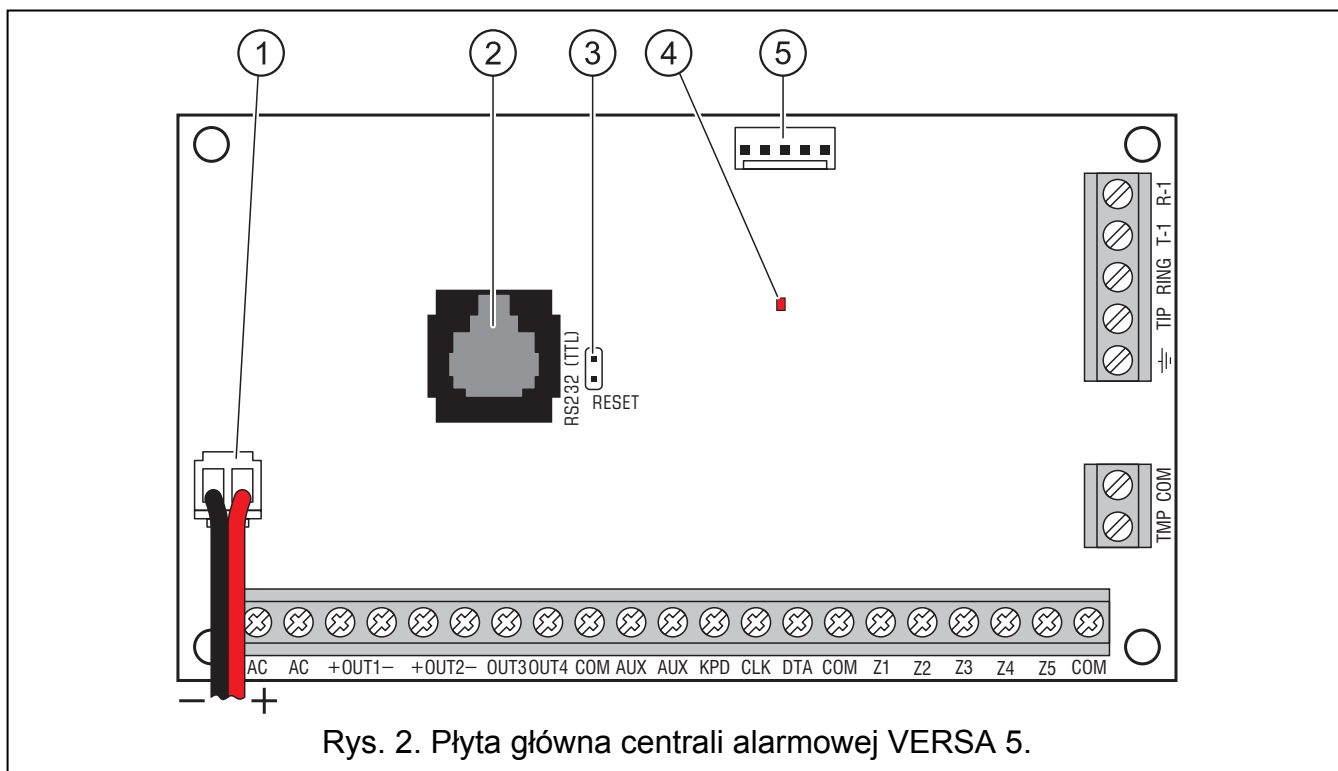 1 2 3 4 5
R-1
T-1
RING
TIP
RS232 (TTL)
RESET
COM
TMP
AC AC +OUT1− +OUT2− OUT3 OUT4 COM AUX AUX KPD CLK DTA COM Z1 Z2 Z3 Z4 Z5 COM
− +
Rys. 2. Płyta główna centrali alarmowej VERSA 5.